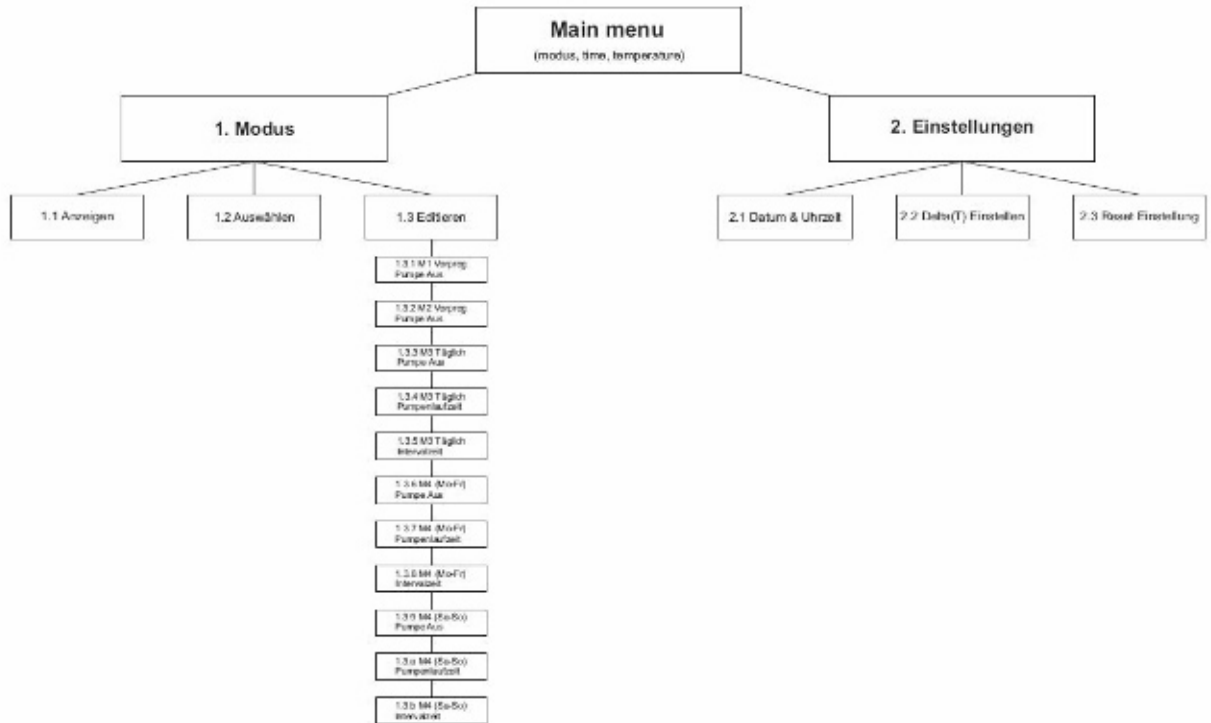 Main menu
(modus, time, temperature)
1. Modus
2. Einstellungen
1.1 Anzeigen
1.2 Auswählen
1.3 Editieren
2.1 Datum & Uhrzeit
2.2 Delta(T) Einstellen
2.3 Reset Einstellung
1.3.1 M1 Vorprog
Pumpe Aus
1.3.2 M2 Vorprog
Pumpe Aus
1.3.3 M3 Täglich
Pumpe Aus
1.3.4 M3 Täglich
Pumpenlaufzeit
1.3.5 M3 Täglich
Intervalzeit
1.3.6 M4 (Mo-Fr)
Pumpe Aus
1.3.7 M4 (Mo-Fr)
Pumpenlaufzeit
1.3.8 M4 (Mo-Fr)
Intervalzeit
1.3.9 M4 (Sa-So)
Pumpe Aus
1.3.a M4 (Sa-So)
Pumpenlaufzeit
1.3.b M4 (Sa-So)
Intervalzeit